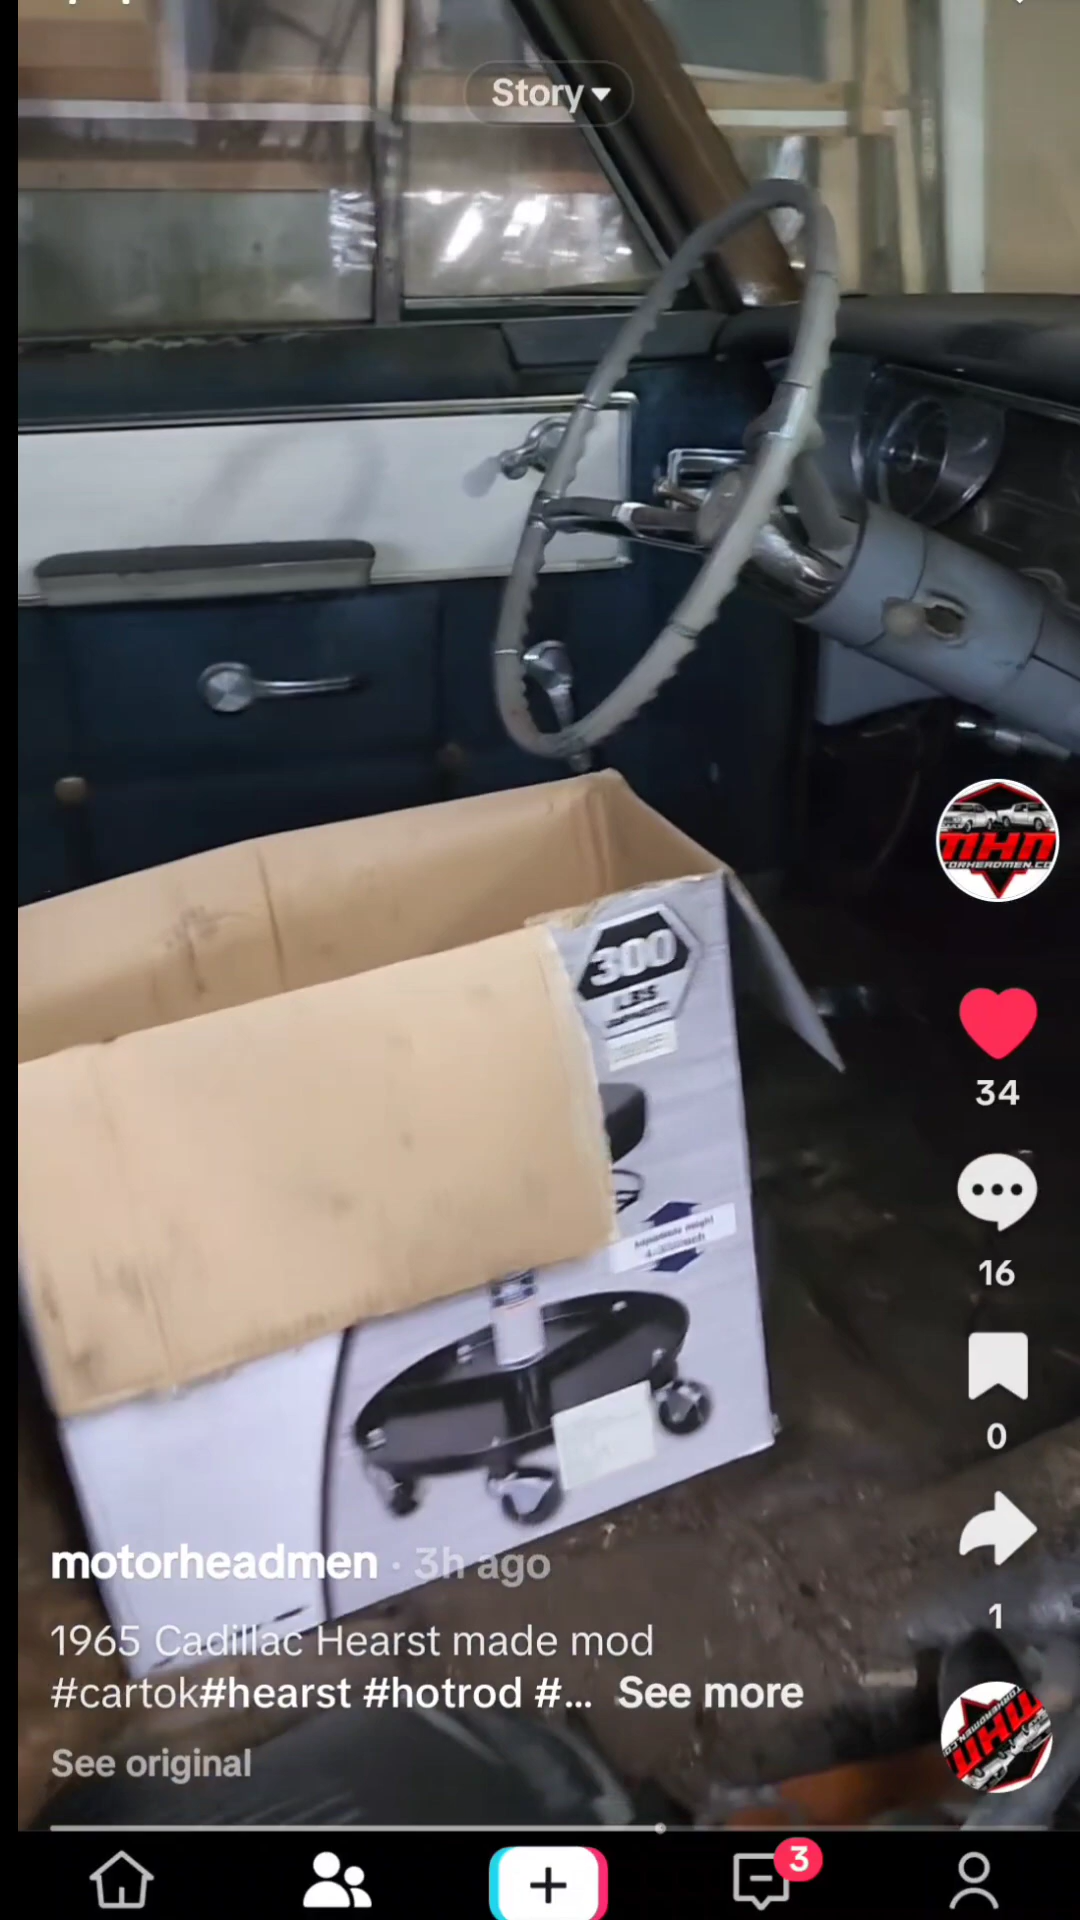 Story
300
LBS
34
16
0
1
motorheadmen · 3h ago
1965 Cadillac Hearst made mod
#cartok#hearst #hotrod #... See more
See original
3